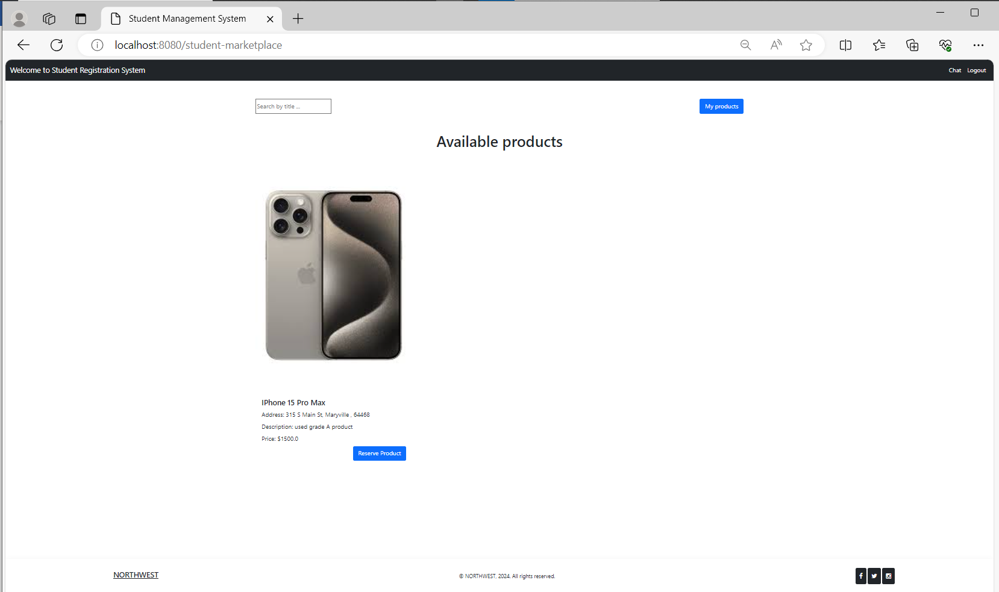 Student Management System
localhost:8080/student-marketplace
Welcome to Student Registration System
Chat Logout
Search by title ...
My products
Available products
IPhone 15 Pro Max
Address: 315 S Main St, Maryville , 64468
Description: used grade A product
Price: $1500.0
Reserve Product
NORTHWEST
© NORTHWEST, 2024. All rights reserved.